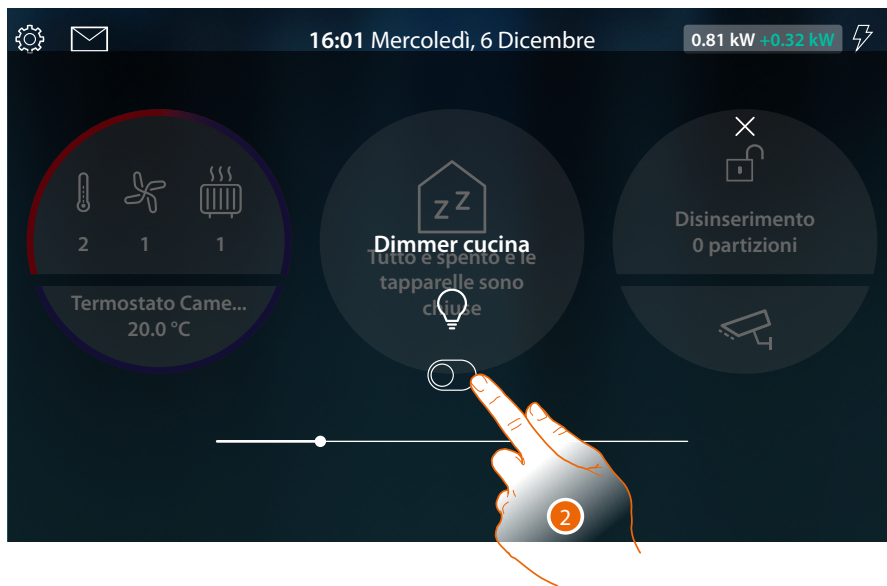 16:01 Mercoledì, 6 Dicembre
0.81 kW +0.32 kW
2 1 1
Termostato Came...
20.0 °C
z Z
Dimmer cucina
Tutto è spento e le
tapparelle sono
chiuse
Disinserimento
0 partizioni
2